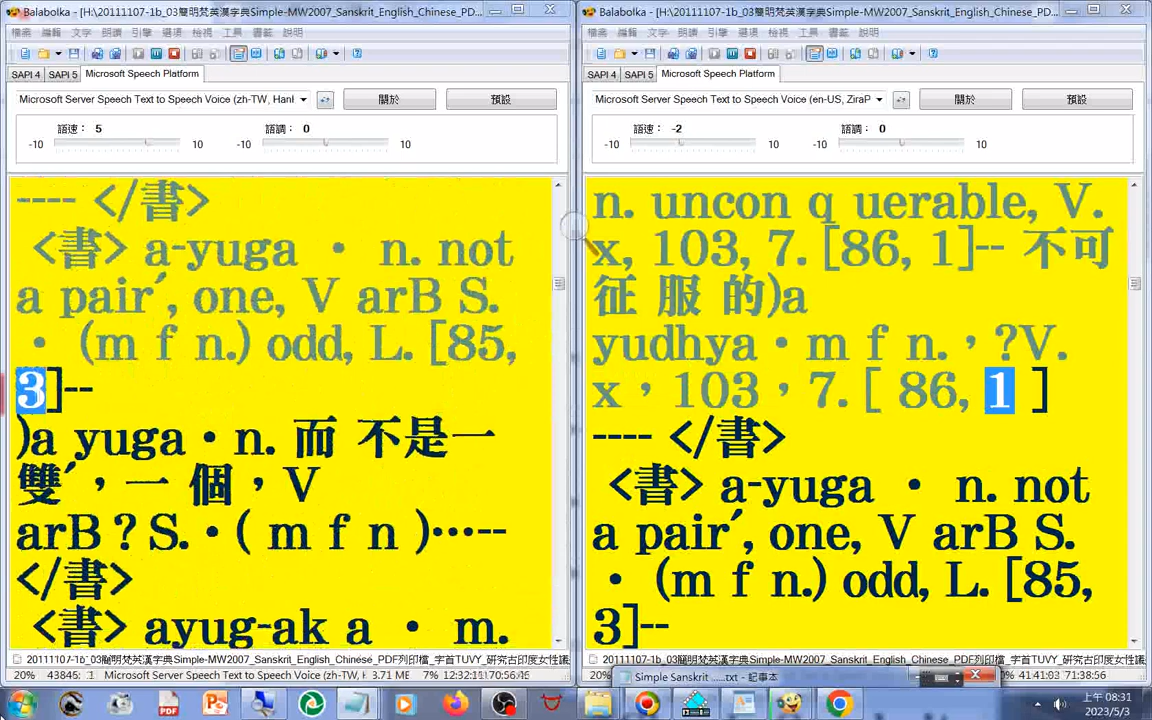 Balabolka - [H:\20111107-1b_03簡明梵英漢字典Simple-MW2007_Sanskrit_English_Chinese_PD...
檔案 編輯 文字 朗讀 引擎 選項 檢視 工具 書籤 說明
SAPI 4 SAPI 5 Microsoft Speech Platform
Microsoft Server Speech Text to Speech Voice (zh-TW, Hanl 關於 預設
語速： 5 語調： 0
-10 10 -10 10
---- </書>
<書> a-yuga • n. not
a pair´, one, V arB S.
• (m f n.) odd, L. [85,
3]--
)a yuga•n. 而 不是一
雙´，一 個，V
arB？S.•( m f n )…--
</書>
<書> ayug-ak a • m.
20111107-1b_03簡明梵英漢字典Simple-MW2007_Sanskrit_English_Chinese_PDF列印檔_字首TUVY_研究古印度女性議
20% 43845: 1 Microsoft Server Speech Text to Speech Voice (zh-TW, H 3.71 ME 7%
Balabolka - [H:\20111107-1b_03簡明梵英漢字典Simple-MW2007_Sanskrit_English_Chinese_PD...
檔案 編輯 文字 朗讀 引擎 選項 檢視 工具 書籤 說明
SAPI 4 SAPI 5 Microsoft Speech Platform
Microsoft Server Speech Text to Speech Voice (en-US, ZiraP 關於 預設
語速： -2 語調： 0
-10 10 -10 10
n. uncon q uerable, V.
x, 103, 7. [86, 1]-- 不可
征 服 的)a
yudhya•m f n.，?V.
x，103，7. [ 86, 1 ]
---- </書>
<書> a-yuga • n. not
a pair´, one, V arB S.
• (m f n.) odd, L. [85,
3]--
20111107-1b_03簡明梵英漢字典Simple-MW2007_Sanskrit_English_Chinese_PDF列印檔_字首TUVY_研究古印度女性議
20% Simple Sanskrit ......txt - 記事本
上午 08:31
2023/5/3